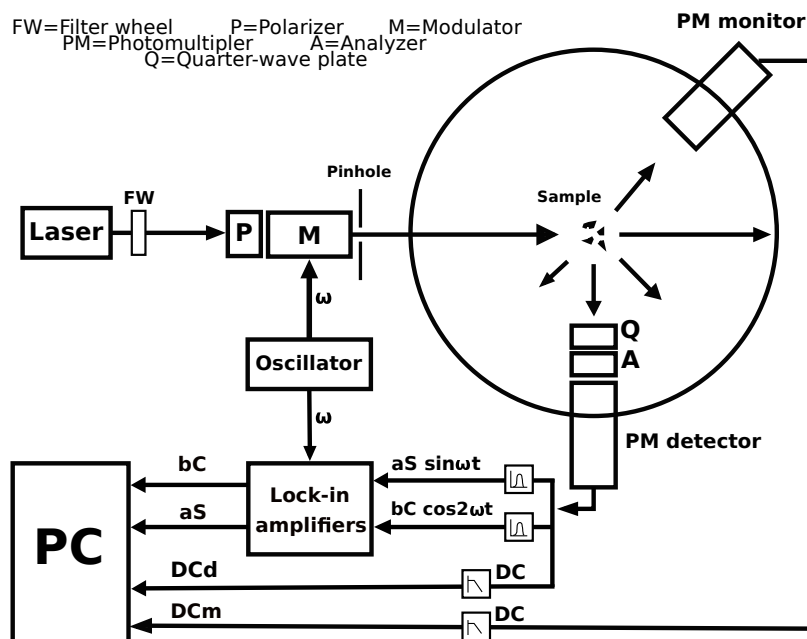 FW=Filter wheel P=Polarizer M=Modulator
PM=Photomultipler A=Analyzer
Q=Quarter-wave plate
PM monitor
Pinhole
FW
Sample
Laser
P
M
ω
Q
A
Oscillator
ω
PM detector
bC
aS sinωt
Lock-in
amplifiers
aS
bC cos2ωt
PC
DCd
DC
DCm
DC